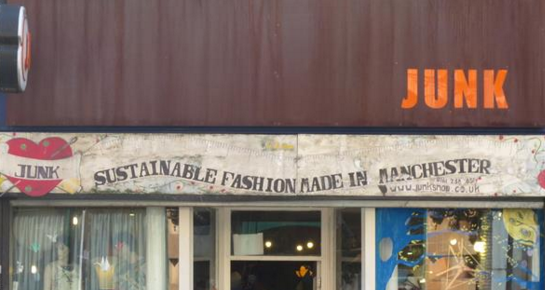 JUNK
JUNK
SUSTAINABLE FASHION MADE IN MANCHESTER
www.junkshop.co.uk